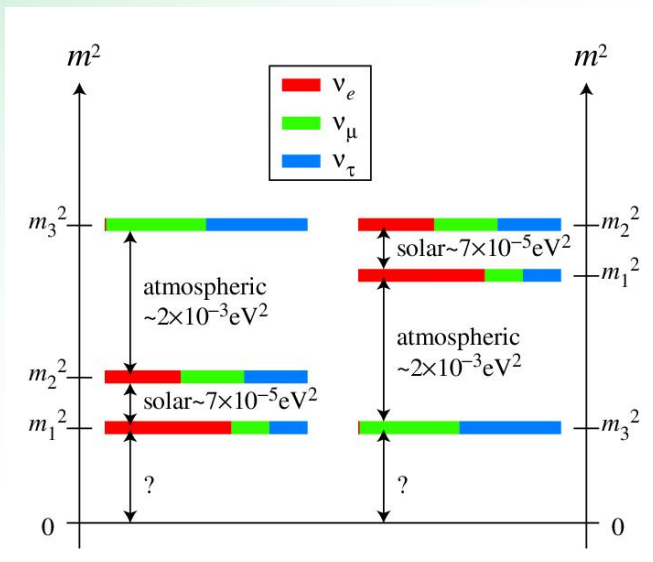 m²
m²
νe
νμ
ντ
m₃²
m₂²
solar~7×10⁻⁵eV²
m₁²
atmospheric
~2×10⁻³eV²
atmospheric
~2×10⁻³eV²
m₂²
solar~7×10⁻⁵eV²
m₁²
m₃²
?
?
0
0